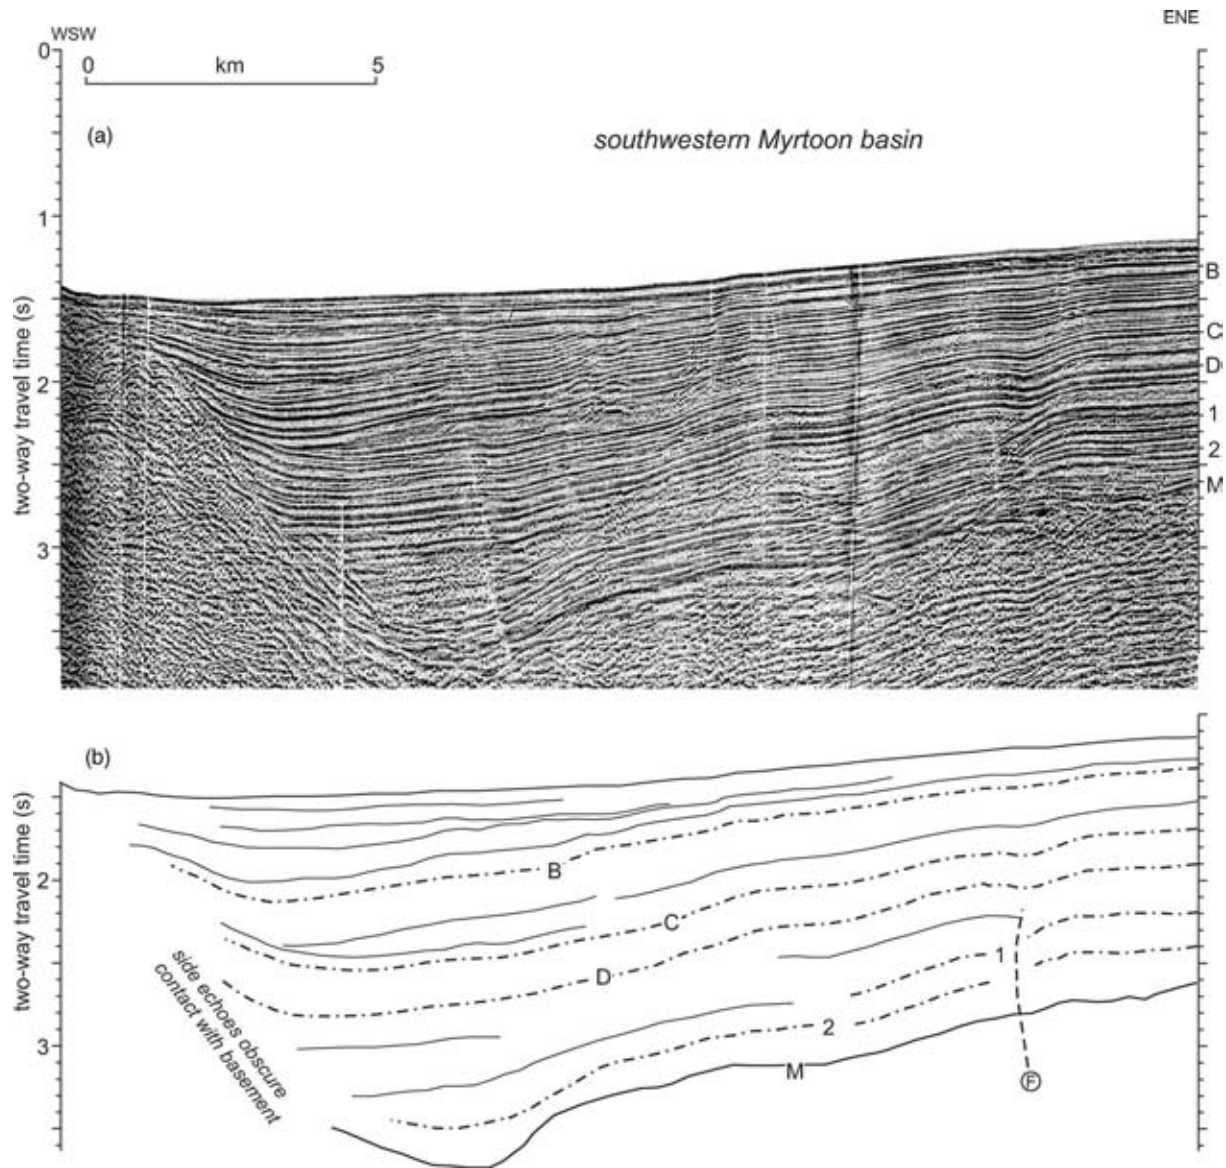 WSW
ENE
0
0 km 5
(a)
southwestern Myrtoon basin
1
B
C
two-way travel time (s)
2
D
1
2
M
3
(b)
two-way travel time (s)
2
B
C
D
1
side echoes obscure
contact with basement
2
3
M
F